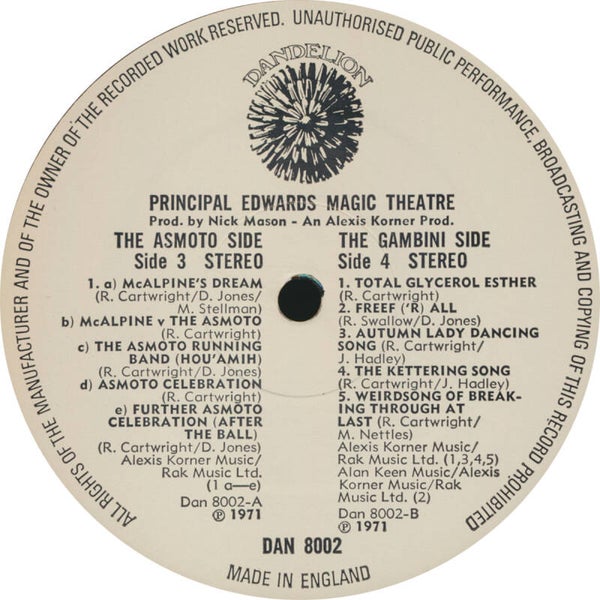 ALL RIGHTS OF THE MANUFACTURER AND OF THE OWNER OF THE RECORDED WORK RESERVED. UNAUTHORISED PUBLIC PERFORMANCE, BROADCASTING AND COPYING OF THIS RECORD PROHIBITED
DANDELION
PRINCIPAL EDWARDS MAGIC THEATRE
Prod. by Nick Mason - An Alexis Korner Prod.
THE ASMOTO SIDE
Side 3 STEREO
1. a) McALPINE'S DREAM
(R. Cartwright/D. Jones/
M. Stellman)
b) McALPINE v THE ASMOTO
(R. Cartwright)
c) THE ASMOTO RUNNING
BAND (HOU'AMIH)
(R. Cartwright/D. Jones)
d) ASMOTO CELEBRATION
(R. Cartwright)
e) FURTHER ASMOTO
CELEBRATION (AFTER
THE BALL)
(R. Cartwright/D. Jones)
Alexis Korner Music/
Rak Music Ltd.
(1 a—e)
Dan 8002-A
℗ 1971
THE GAMBINI SIDE
Side 4 STEREO
1. TOTAL GLYCEROL ESTHER
(R. Cartwright)
2. FREEF ('R) ALL
(R. Swallow/D. Jones)
3. AUTUMN LADY DANCING
SONG (R. Cartwright/
J. Hadley)
4. THE KETTERING SONG
(R. Cartwright/J. Hadley)
5. WEIRDSONG OF BREAK-
ING THROUGH AT
LAST (R. Cartwright/
M. Nettles)
Alexis Korner Music/
Rak Music Ltd. (1,3,4,5)
Alan Keen Music/Alexis
Korner Music/Rak
Music Ltd. (2)
Dan 8002-B
℗ 1971
DAN 8002
MADE IN ENGLAND